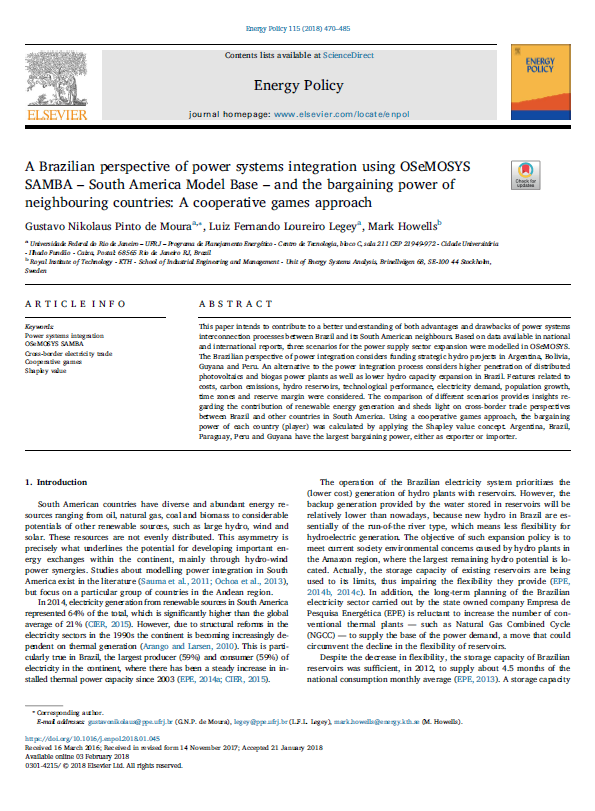 Energy Policy 115 (2018) 470–485
Contents lists available at ScienceDirect
Energy Policy
journal homepage: www.elsevier.com/locate/enpol
ELSEVIER
ENERGY
POLICY
A Brazilian perspective of power systems integration using OSeMOSYS
SAMBA – South America Model Base – and the bargaining power of
neighbouring countries: A cooperative games approach
Check for
updates
Gustavo Nikolaus Pinto de Moura a,⁎, Luiz Fernando Loureiro Legey a, Mark Howells b
a Universidade Federal do Rio de Janeiro – UFRJ – Programa de Planejamento Energético - Centro de Tecnologia, bloco C, sala 211 CEP 21949-972 - Cidade Universitária
- Ilha do Fundão - Caixa, Postal: 68565 Rio de Janeiro RJ, Brazil
b Royal Institute of Technology - KTH - School of Industrial Engineering and Management - Unit of Energy Systems Analysis, Brinellvägen 68, SE-100 44 Stockholm,
Sweden
ARTICLE INFO
Keywords:
Power systems integration
OSeMOSYS SAMBA
Cross-border electricity trade
Cooperative games
Shapley value
ABSTRACT
This paper intends to contribute to a better understanding of both advantages and drawbacks of power systems
interconnection processes between Brazil and its South American neighbours. Based on data available in national
and international reports, three scenarios for the power supply sector expansion were modelled in OSeMOSYS.
The Brazilian perspective of power integration considers funding strategic hydro projects in Argentina, Bolivia,
Guyana and Peru. An alternative to the power integration process considers higher penetration of distributed
photovoltaics and biogas power plants as well as lower hydro capacity expansion in Brazil. Features related to
costs, carbon emissions, hydro reservoirs, technological performance, electricity demand, population growth,
time zones and reserve margin were considered. The comparison of different scenarios provides insights re-
garding the contribution of renewable energy generation and sheds light on cross-border trade perspectives
between Brazil and other countries in South America. Using a cooperative games approach, the bargaining
power of each country (player) was calculated by applying the Shapley value concept. Argentina, Brazil,
Paraguay, Peru and Guyana have the largest bargaining power, either as exporter or importer.
1. Introduction
South American countries have diverse and abundant energy re-
sources ranging from oil, natural gas, coal and biomass to considerable
potentials of other renewable sources, such as large hydro, wind and
solar. These resources are not evenly distributed. This asymmetry is
precisely what underlines the potential for developing important en-
ergy exchanges within the continent, mainly through hydro-wind
power synergies. Studies about modelling power integration in South
America exist in the literature (Sauma et al., 2011; Ochoa et al., 2013),
but focus on a particular group of countries in the Andean region.
In 2014, electricity generation from renewable sources in South America
represented 64% of the total, which is significantly higher than the global
average of 21% (CIER, 2015). However, due to structural reforms in the
electricity sectors in the 1990s the continent is becoming increasingly de-
pendent on thermal generation (Arango and Larsen, 2010). This is part-
icularly true in Brazil, the largest producer (59%) and consumer (59%) of
electricity in the continent, where there has been a steady increase in in-
stalled thermal power capacity since 2003 (EPE, 2014a; CIER, 2015).
The operation of the Brazilian electricity system prioritizes the
(lower cost) generation of hydro plants with reservoirs. However, the
backup generation provided by the water stored in reservoirs will be
relatively lower than nowadays, because new hydro in Brazil are es-
sentially of the run-of-the river type, which means less flexibility for
hydroelectric generation. The objective of such expansion policy is to
meet current society environmental concerns caused by hydro plants in
the Amazon region, where the largest remaining hydro potential is lo-
cated. Actually, the storage capacity of existing reservoirs are being
used to its limits, thus impairing the flexibility they provide (EPE,
2014b, 2014c). In addition, the long-term planning of the Brazilian
electricity sector carried out by the state owned company Empresa de
Pesquisa Energética (EPE) is reluctant to increase the number of con-
ventional thermal plants — such as Natural Gas Combined Cycle
(NGCC) — to supply the base of the power demand, a move that could
circumvent the decline in the flexibility of reservoirs.
Despite the decrease in flexibility, the storage capacity of Brazilian
reservoirs was sufficient, in 2012, to supply about 4.5 months of the
national consumption monthly average (EPE, 2013). A storage capacity
⁎ Corresponding author.
E-mail addresses: gustavonikolaus@ppe.ufrj.br (G.N.P. de Moura), legey@ppe.ufrj.br (L.F.L. Legey), mark.howells@energy.kth.se (M. Howells).
https://doi.org/10.1016/j.enpol.2018.01.045
Received 16 March 2016; Received in revised form 14 November 2017; Accepted 21 January 2018
Available online 03 February 2018
0301-4215/ © 2018 Elsevier Ltd. All rights reserved.